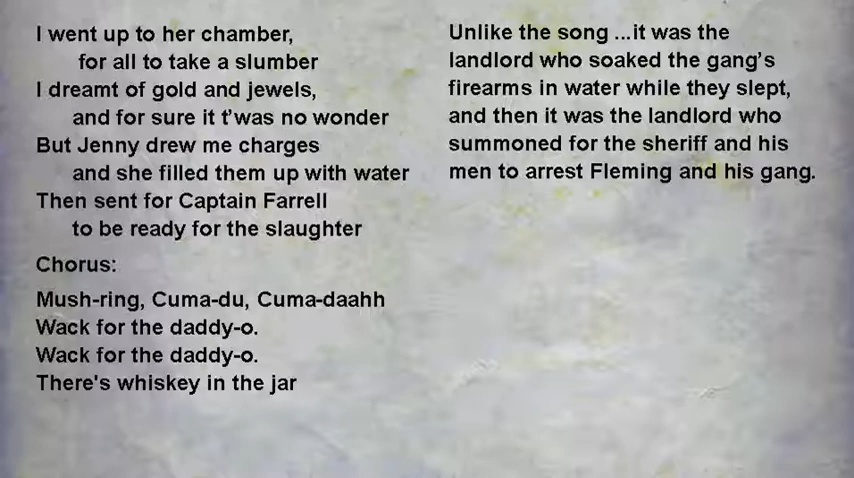 I went up to her chamber,
for all to take a slumber
I dreamt of gold and jewels,
and for sure it t'was no wonder
But Jenny drew me charges
and she filled them up with water
Then sent for Captain Farrell
to be ready for the slaughter
Chorus:
Mush-ring, Cuma-du, Cuma-daahh
Wack for the daddy-o.
Wack for the daddy-o.
There's whiskey in the jar
Unlike the song ...it was the
landlord who soaked the gang's
firearms in water while they slept,
and then it was the landlord who
summoned for the sheriff and his
men to arrest Fleming and his gang.